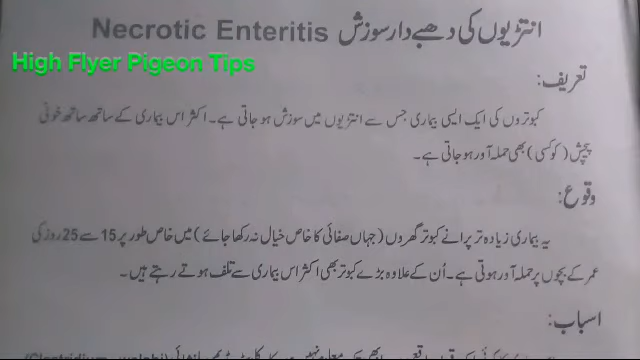 انتڑیوں کی دھبے دار سوزش Necrotic Enteritis
High Flyer Pigeon Tips
تعریف:
کبوتروں کی ایک ایسی بیماری جس سے انتڑیوں میں سوزش ہو جاتی ہے۔ اکثر اس بیماری کے ساتھ ساتھ خونی
پیچش (کوکسی) بھی حملہ آور ہو جاتی ہے۔
وقوع:
یہ بیماری زیادہ تر پرانے کبوتر گھروں (جہاں صفائی کا خاص خیال نہ رکھا جائے) میں خاص طور پر 15 سے 25 روز کی
عمر کے بچوں پر حملہ آور ہوتی ہے۔ اُن کے علاوہ بڑے کبوتر بھی اکثر اس بیماری سے تلف ہوتے رہتے ہیں۔
اسباب: